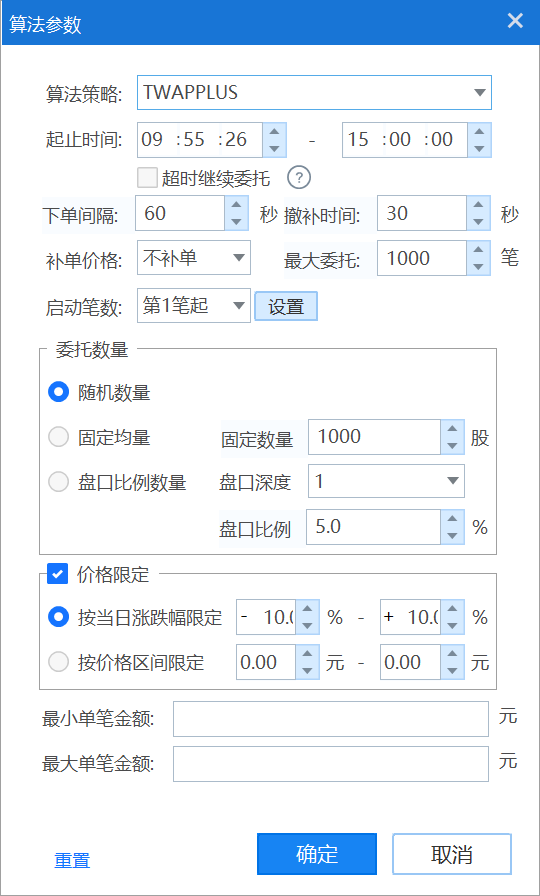 算法参数
算法策略: TWAPPLUS
起止时间: 09 :55 :26 - 15 :00 :00
超时继续委托 ?
下单间隔: 60 秒 撤补时间: 30 秒
补单价格: 不补单 最大委托: 1000 笔
启动笔数: 第1笔起 设置
委托数量
随机数量
固定均量 固定数量 1000 股
盘口比例数量 盘口深度 1
盘口比例 5.0 %
价格限定
按当日涨跌幅限定 - 10.0 % - + 10.0 %
按价格区间限定 0.00 元 - 0.00 元
最小单笔金额: 元
最大单笔金额: 元
重置 确定 取消